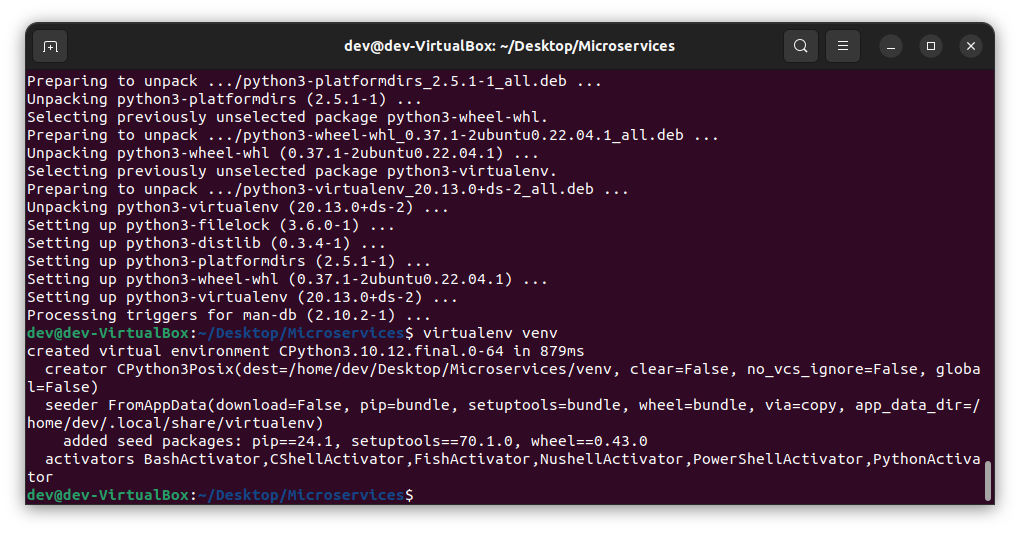 dev@dev-VirtualBox: ~/Desktop/Microservices
Preparing to unpack .../python3-platformdirs_2.5.1-1_all.deb ...
Unpacking python3-platformdirs (2.5.1-1) ...
Selecting previously unselected package python3-wheel-whl.
Preparing to unpack .../python3-wheel-whl_0.37.1-2ubuntu0.22.04.1_all.deb ...
Unpacking python3-wheel-whl (0.37.1-2ubuntu0.22.04.1) ...
Selecting previously unselected package python3-virtualenv.
Preparing to unpack .../python3-virtualenv_20.13.0+ds-2_all.deb ...
Unpacking python3-virtualenv (20.13.0+ds-2) ...
Setting up python3-filelock (3.6.0-1) ...
Setting up python3-distlib (0.3.4-1) ...
Setting up python3-platformdirs (2.5.1-1) ...
Setting up python3-wheel-whl (0.37.1-2ubuntu0.22.04.1) ...
Setting up python3-virtualenv (20.13.0+ds-2) ...
Processing triggers for man-db (2.10.2-1) ...
dev@dev-VirtualBox:~/Desktop/Microservices$ virtualenv venv
created virtual environment CPython3.10.12.final.0-64 in 879ms
  creator CPython3Posix(dest=/home/dev/Desktop/Microservices/venv, clear=False, no_vcs_ignore=False, globa
l=False)
  seeder FromAppData(download=False, pip=bundle, setuptools=bundle, wheel=bundle, via=copy, app_data_dir=/
home/dev/.local/share/virtualenv)
    added seed packages: pip==24.1, setuptools==70.1.0, wheel==0.43.0
  activators BashActivator,CShellActivator,FishActivator,NushellActivator,PowerShellActivator,PythonActiva
tor
dev@dev-VirtualBox:~/Desktop/Microservices$